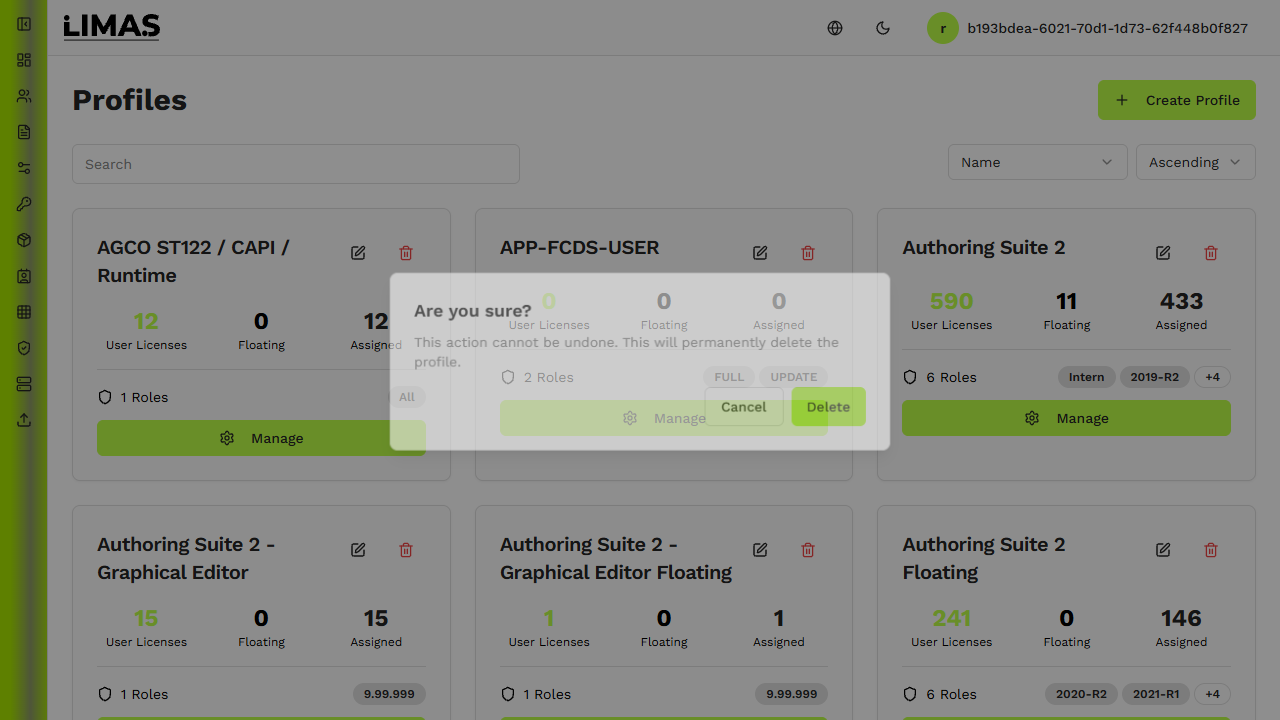 LIMAS
r
b193bdea-6021-70d1-1d73-62f448b0f827
Profiles
Create Profile
Search
Name
Ascending
AGCO ST122 / CAPI /
Runtime
12
0
12
User Licenses
Floating
Assigned
1 Roles
All
Manage
APP-FCDS-USER
0
0
0
User Licenses
Floating
Assigned
2 Roles
FULL
UPDATE
Manage
Authoring Suite 2
590
11
433
User Licenses
Floating
Assigned
6 Roles
Intern
2019-R2
+4
Manage
Are you sure?
This action cannot be undone. This will permanently delete the
profile.
Cancel
Delete
Authoring Suite 2 -
Graphical Editor
15
0
15
User Licenses
Floating
Assigned
1 Roles
9.99.999
Authoring Suite 2 -
Graphical Editor Floating
1
0
1
User Licenses
Floating
Assigned
1 Roles
9.99.999
Authoring Suite 2
Floating
241
0
146
User Licenses
Floating
Assigned
6 Roles
2020-R2
2021-R1
+4